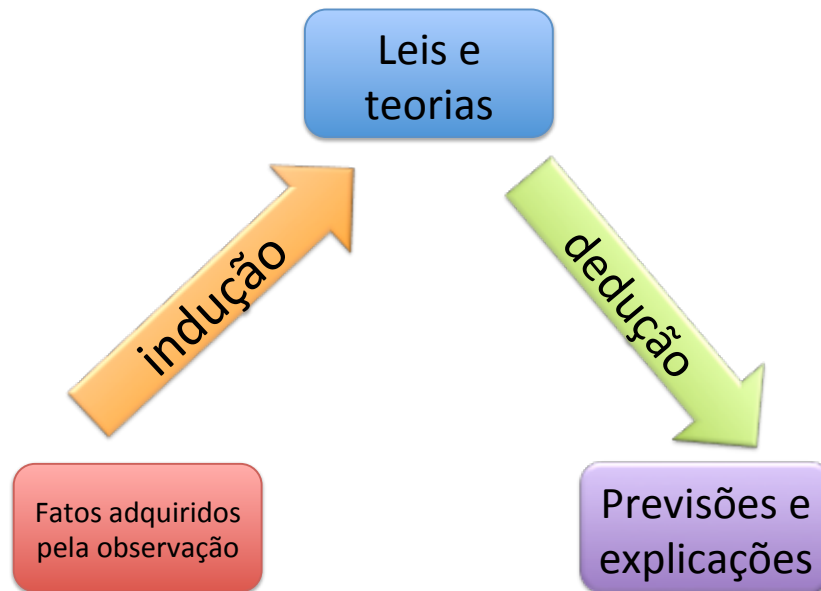 Leis e
teorias
indução
dedução
Fatos adquiridos
pela observação
Previsões e
explicações